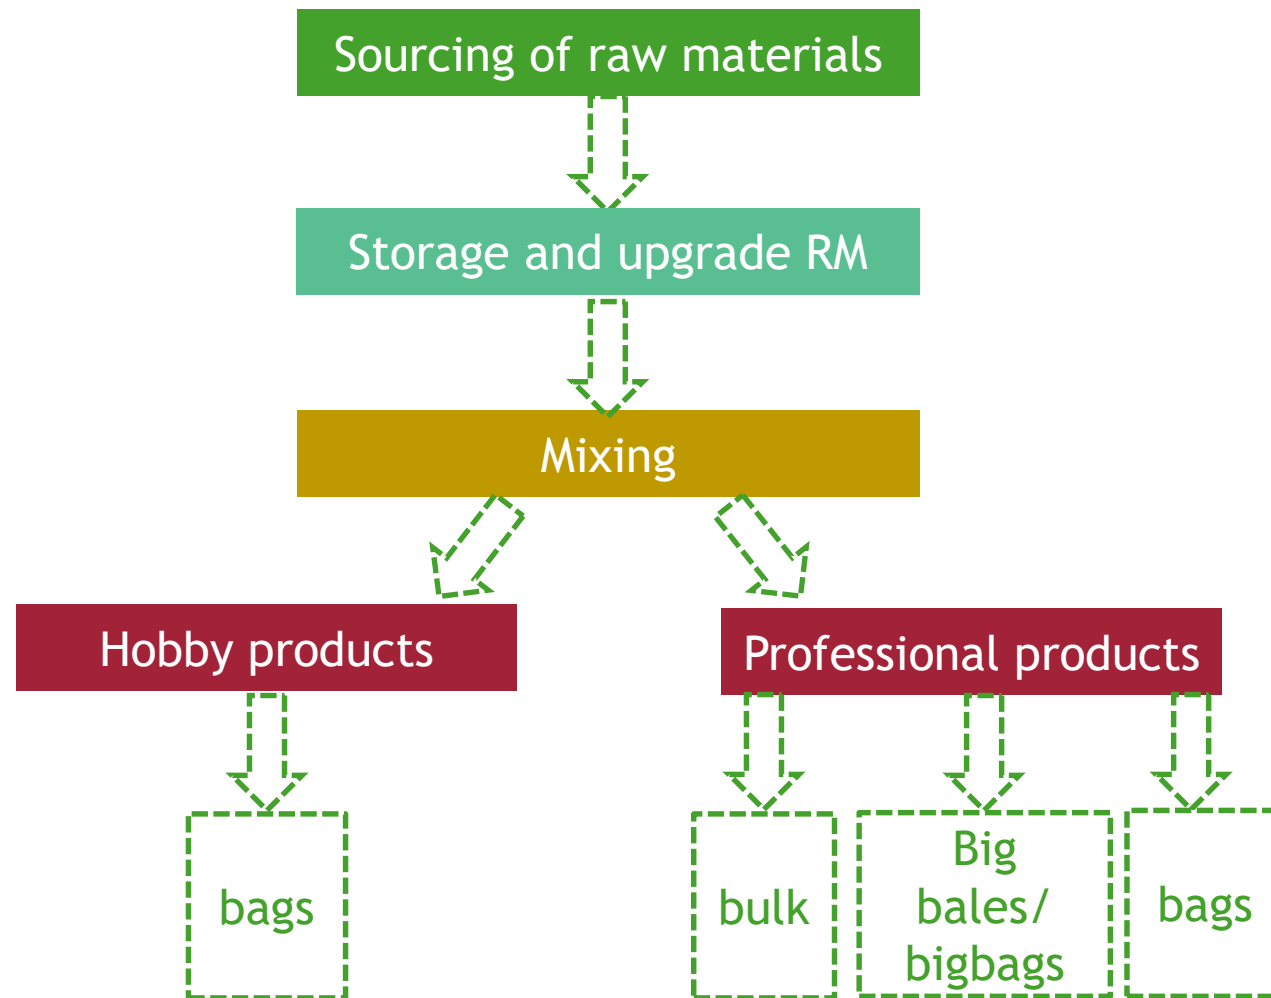 Sourcing of raw materials
Storage and upgrade RM
Mixing
Hobby products
Professional products
bags
bulk
Big
bales/
bigbags
bags